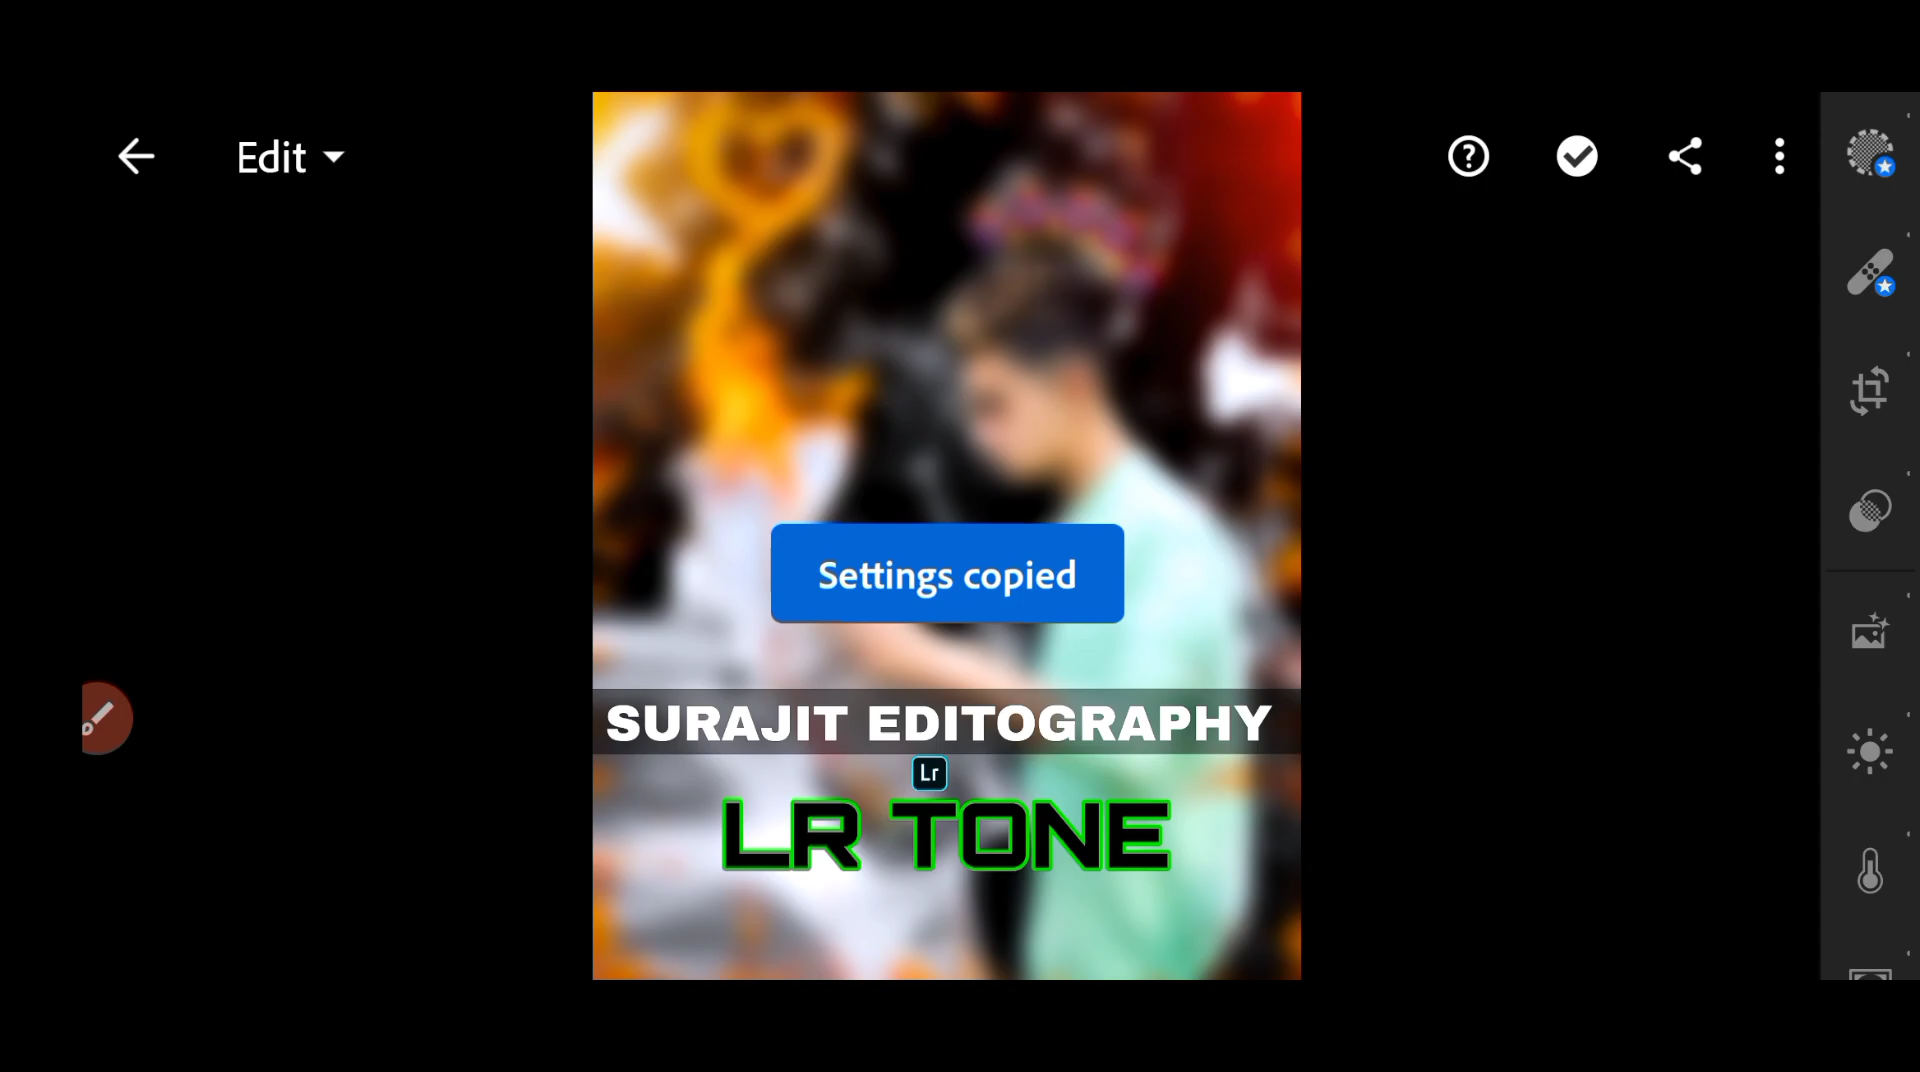 Edit
Settings copied
SURAJIT EDITOGRAPHY
Lr
LR TONE